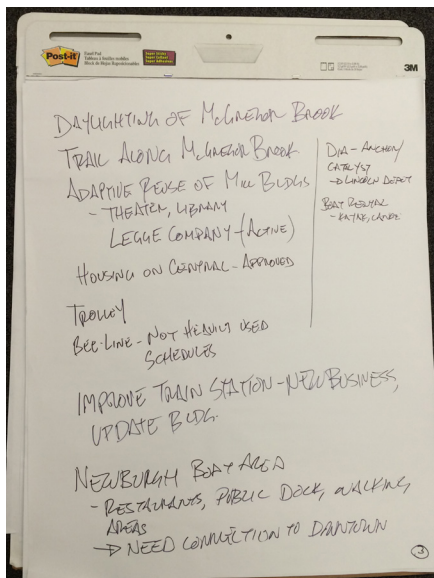 Post-it
Super Sticky
3M
DAYLIGHTING OF McGREGOR BROOK
TRAIL ALONG McGREGOR BROOK
ADAPTIVE REUSE OF MILL BLDGS
- THEATRE, LIBRARY
LEGGE COMPANY - (ACTIVE)
HOUSING ON CENTRAL - APPROVED
TROLLEY
BEE-LINE - NOT HEAVILY USED
SCHEDULES
IMPROVE TRAIN STATION - NEW BUSINESS,
UPDATE BLDG.
NEWBURGH BOAT AREA
- RESTAURANTS, PUBLIC DOCK, WALKING
AREAS
→ NEED CONNECTION TO DOWNTOWN
DIA - ANCHOR/
CATALYST
→ LINCOLN DEPOT
BOAT RENTAL
- KAYAK, CANOE
3